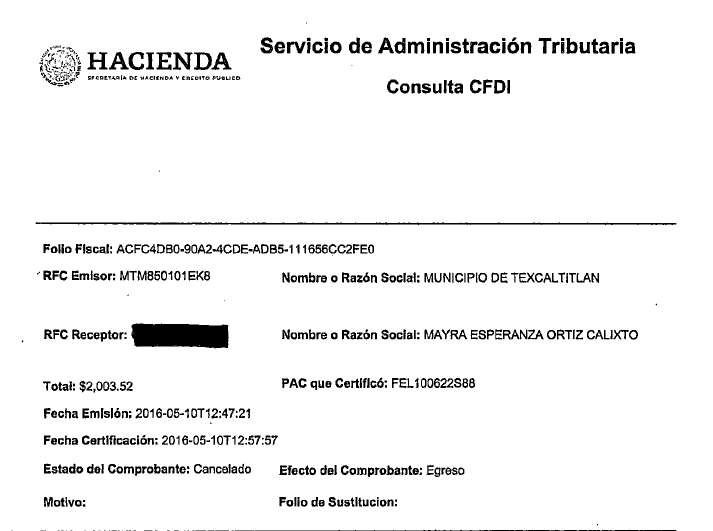 Servicio de Administración Tributaria
HACIENDA
SECRETARÍA DE HACIENDA Y CRÉDITO PÚBLICO
Consulta CFDI
Folio Fiscal: ACFC4DB0-90A2-4CDE-ADB5-111656CC2FE0
RFC Emisor: MTM850101EK8 Nombre o Razón Social: MUNICIPIO DE TEXCALTITLAN
RFC Receptor: Nombre o Razón Social: MAYRA ESPERANZA ORTIZ CALIXTO
Total: $2,003.52 PAC que Certificó: FEL100622S88
Fecha Emisión: 2016-05-10T12:47:21
Fecha Certificación: 2016-05-10T12:57:57
Estado del Comprobante: Cancelado Efecto del Comprobante: Egreso
Motivo: Folio de Sustitucion: